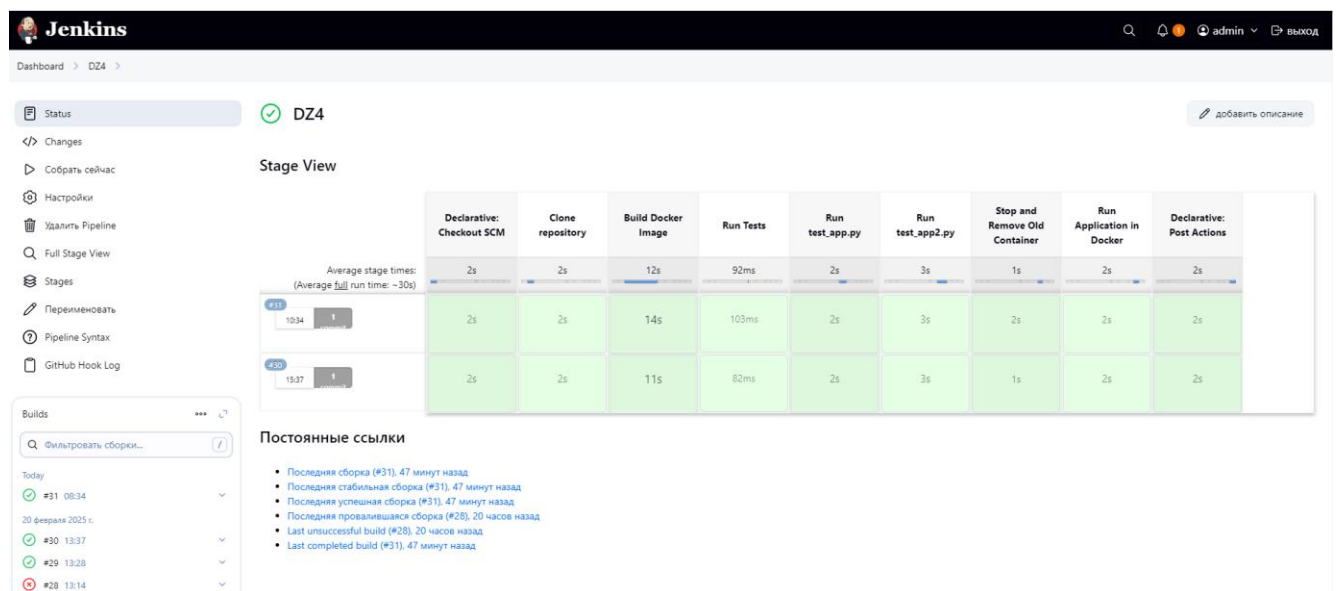 Jenkins
1
admin
выход
Dashboard > DZ4 >
Status
Changes
Собрать сейчас
Настройки
Удалить Pipeline
Full Stage View
Stages
Переименовать
Pipeline Syntax
GitHub Hook Log
Builds
Фильтровать сборки...
/
Today
#31 08:34
20 февраля 2025 г.
#30 13:37
#29 13:28
#28 13:14
DZ4
добавить описание
Stage View
Declarative: Checkout SCM
Clone repository
Build Docker Image
Run Tests
Run test_app.py
Run test_app2.py
Stop and Remove Old Container
Run Application in Docker
Declarative: Post Actions
Average stage times: 2s 2s 12s 92ms 2s 3s 1s 2s 2s
(Average full run time: ~30s)
#31
10:34 1 2s 2s 14s 103ms 2s 3s 2s 2s 2s
commit
#30
15:37 1 2s 2s 11s 82ms 2s 3s 1s 2s 2s
commit
Постоянные ссылки
Последняя сборка (#31), 47 минут назад
Последняя стабильная сборка (#31), 47 минут назад
Последняя успешная сборка (#31), 47 минут назад
Последняя провалившаяся сборка (#28), 20 часов назад
Last unsuccessful build (#28), 20 часов назад
Last completed build (#31), 47 минут назад